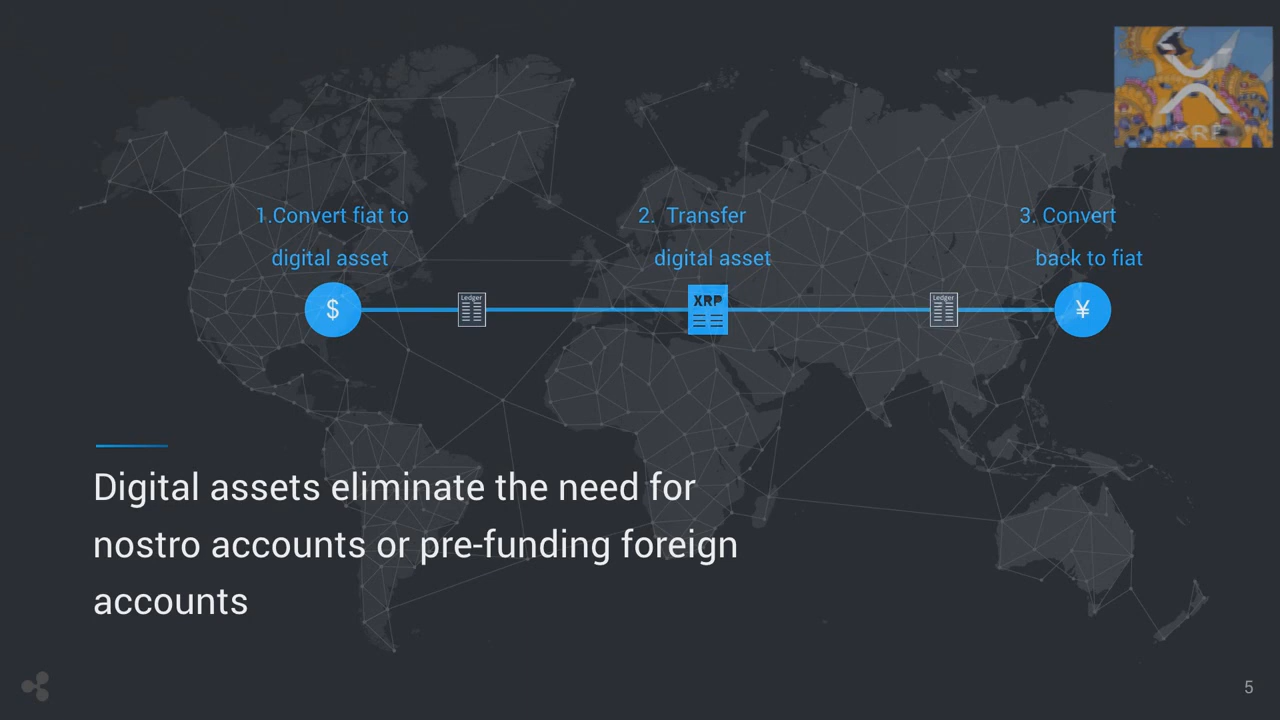 1.Convert fiat to
digital asset
2. Transfer
digital asset
3. Convert
back to fiat
$
Ledger
XRP
Ledger
¥
Digital assets eliminate the need for
nostro accounts or pre-funding foreign
accounts
XRP
5